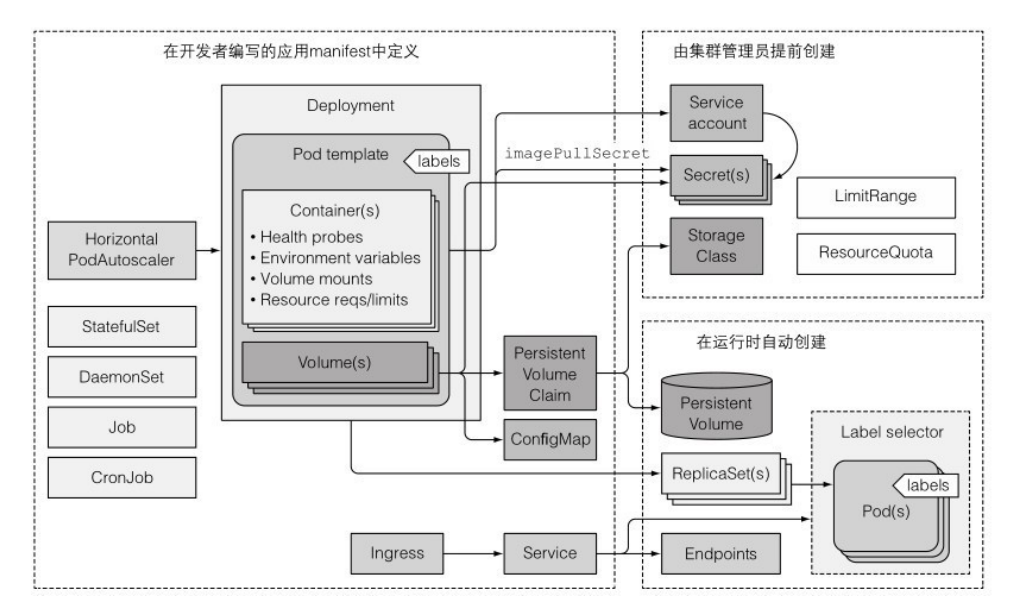 在开发者编写的应用manifest中定义
Deployment
Pod template
labels
Container(s)
• Health probes
• Environment variables
• Volume mounts
• Resource reqs/limits
Volume(s)
Horizontal
PodAutoscaler
StatefulSet
DaemonSet
Job
CronJob
Persistent
Volume
Claim
ConfigMap
Ingress
Service
imagePullSecret
由集群管理员提前创建
Service
account
Secret(s)
Storage
Class
LimitRange
ResourceQuota
在运行时自动创建
Persistent
Volume
ReplicaSet(s)
Endpoints
Label selector
labels
Pod(s)